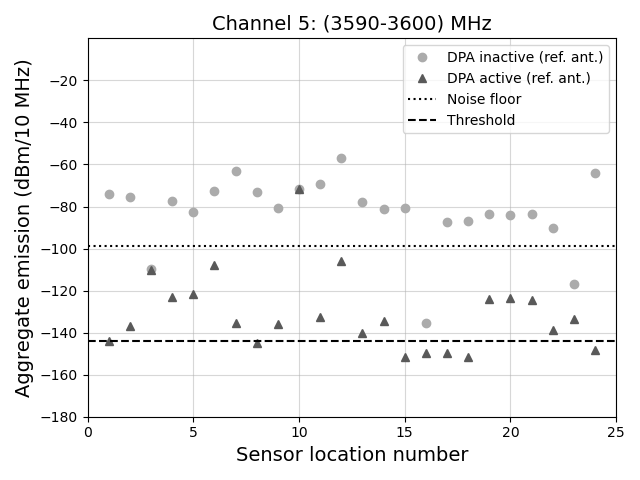 Channel 5: (3590-3600) MHz
DPA inactive (ref. ant.)
DPA active (ref. ant.)
Noise floor
Threshold
Aggregate emission (dBm/10 MHz)
−20
−40
−60
−80
−100
−120
−140
−160
−180
0 5 10 15 20 25
Sensor location number